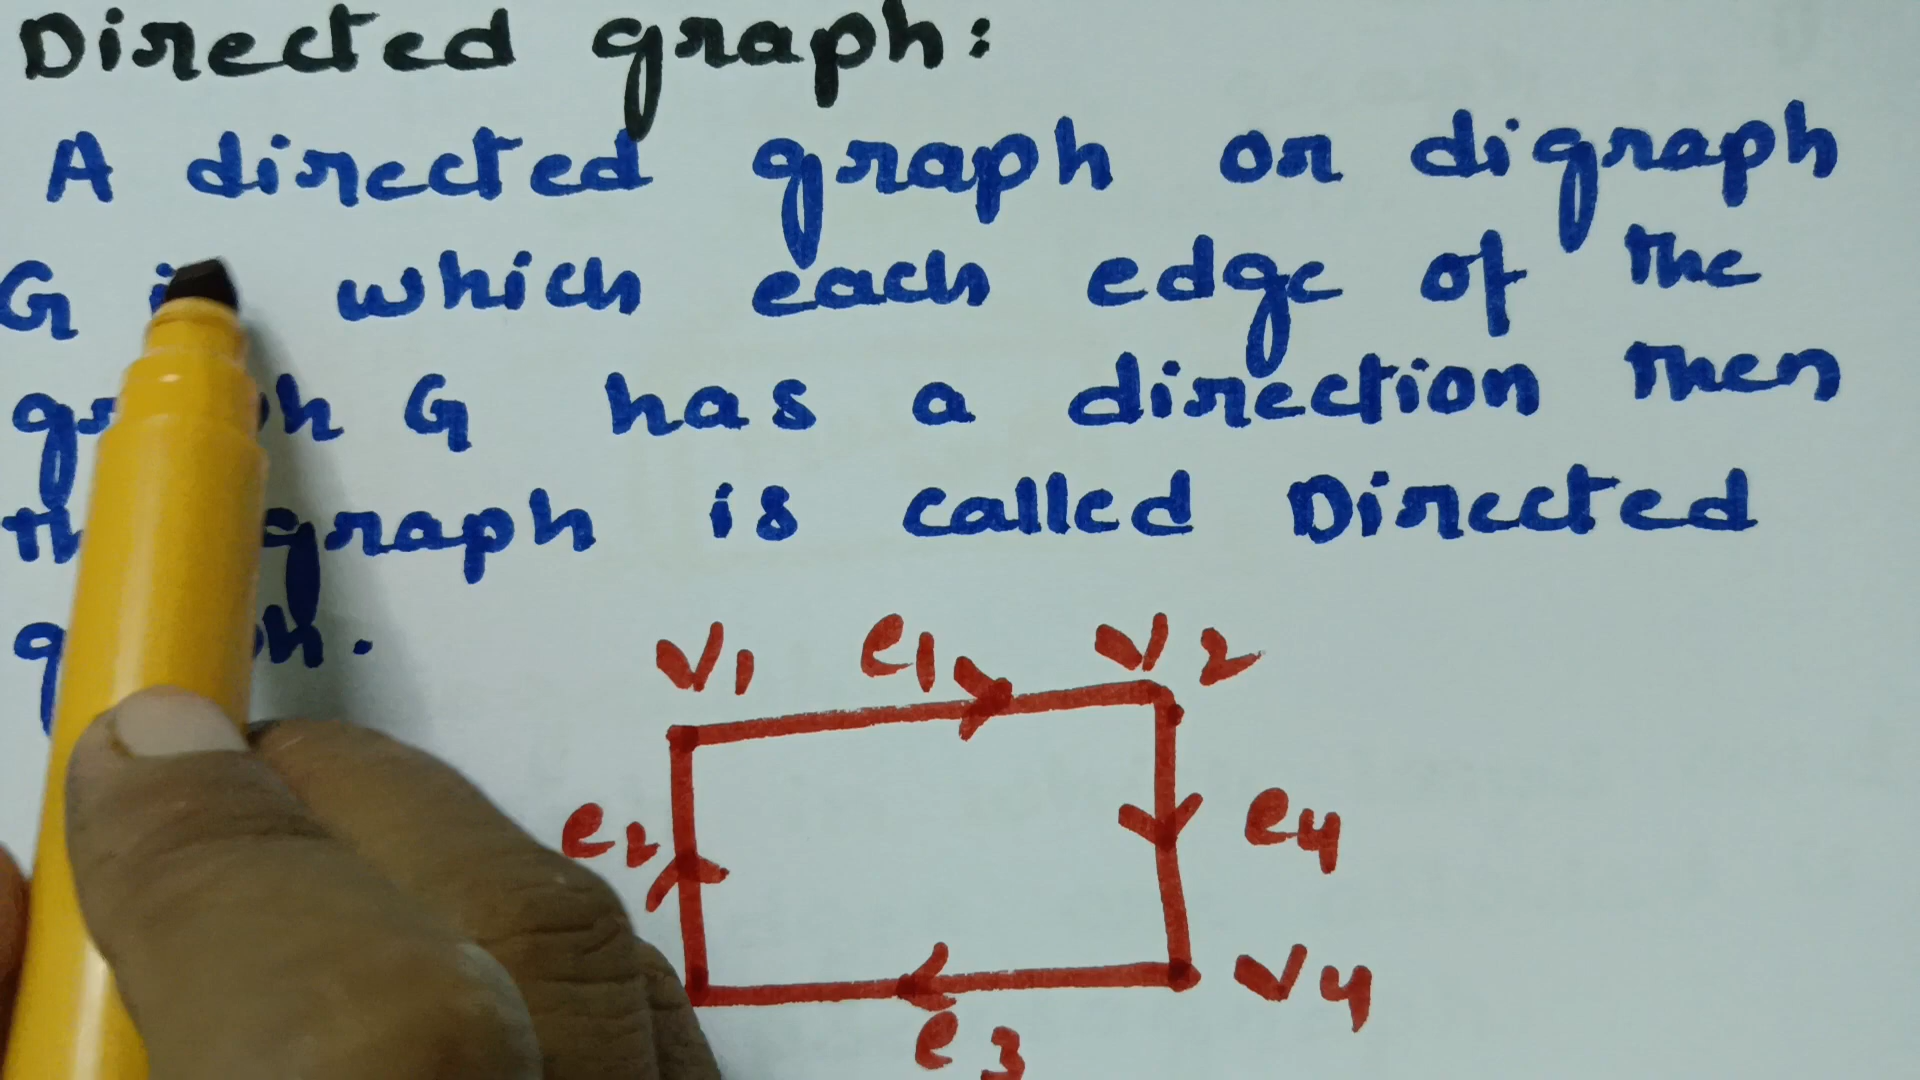 Directed graph:
A directed graph or digraph
G which each edge of the
G has a direction then
graph is called Directed
V1 e1 V2
e2 e4
V4
e3